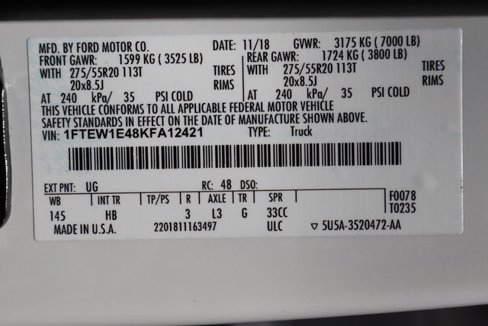 MFD. BY FORD MOTOR CO. DATE: 11/18 GVWR: 3175 KG ( 7000 LB)
FRONT GAWR: 1599 KG ( 3525 LB) REAR GAWR: 1724 KG ( 3800 LB)
WITH 275/55R20 113T TIRES WITH 275/55R20 113T TIRES
20x8.5J RIMS 20x8.5J RIMS
AT 240 kPa/ 35 PSI COLD AT 240 kPa/ 35 PSI COLD
THIS VEHICLE CONFORMS TO ALL APPLICABLE FEDERAL MOTOR VEHICLE
SAFETY STANDARDS IN EFFECT ON THE DATE OF MANUFACTURE SHOWN ABOVE.
VIN: 1FTEW1E48KFA12421 TYPE: Truck
EXT PNT: UG RC: 48 DSO:
WB INT TR TP/PS R AXLE TR SPR F0078
145 HB 3 L3 G 33CC T0235
MADE IN U.S.A. 2201811163497 ULC 5U5A-3520472-AA